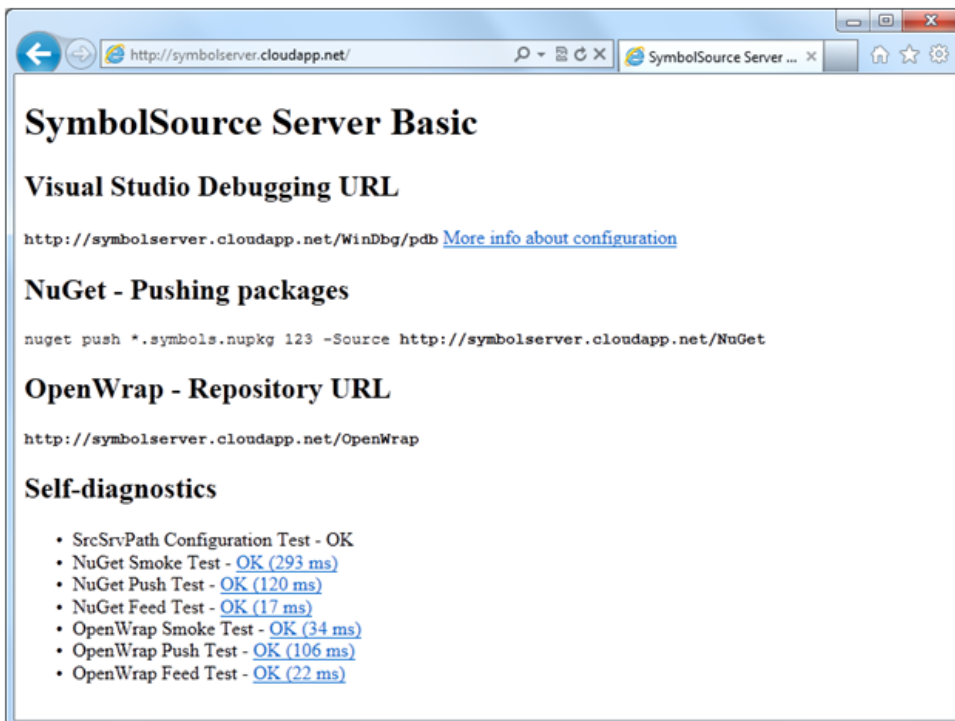 http://symbolserver.cloudapp.net/
SymbolSource Server ...
SymbolSource Server Basic
Visual Studio Debugging URL
http://symbolserver.cloudapp.net/WinDbg/pdb More info about configuration
NuGet - Pushing packages
nuget push *.symbols.nupkg 123 -Source http://symbolserver.cloudapp.net/NuGet
OpenWrap - Repository URL
http://symbolserver.cloudapp.net/OpenWrap
Self-diagnostics
• SrcSrvPath Configuration Test - OK
• NuGet Smoke Test - OK (293 ms)
• NuGet Push Test - OK (120 ms)
• NuGet Feed Test - OK (17 ms)
• OpenWrap Smoke Test - OK (34 ms)
• OpenWrap Push Test - OK (106 ms)
• OpenWrap Feed Test - OK (22 ms)